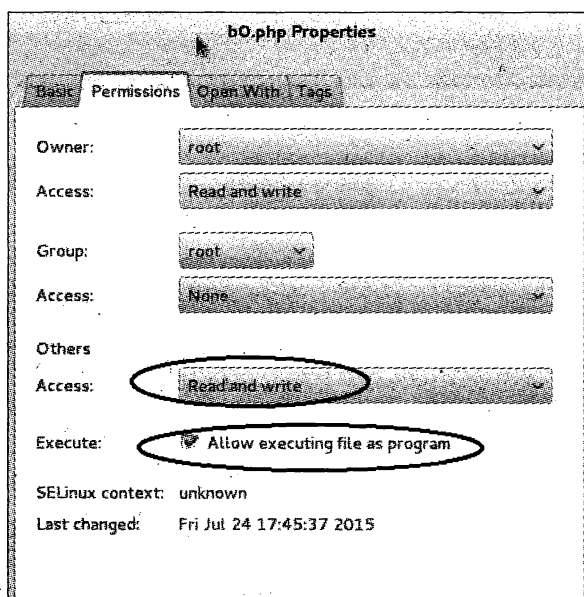 bO.php Properties
Basic Permissions Open With Tags
Owner: root
Access: Read and write
Group: root
Access: None
Others
Access: Read and write
Execute: Allow executing file as program
SELinux context: unknown
Last changed: Fri Jul 24 17:45:37 2015